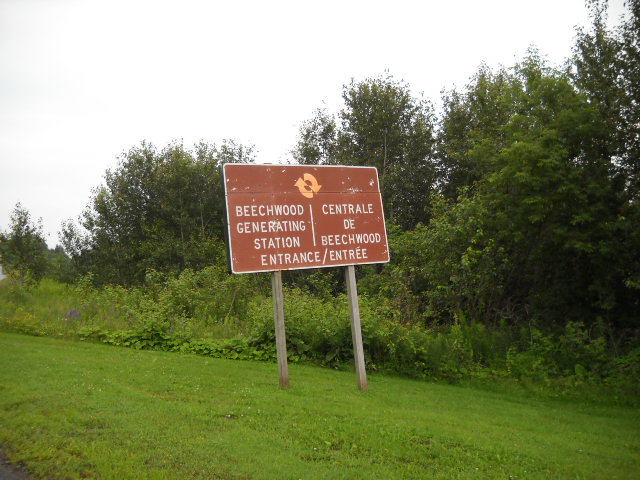 BEECHWOOD
GENERATING
STATION
CENTRALE
DE
BEECHWOOD
ENTRANCE/ENTRÉE